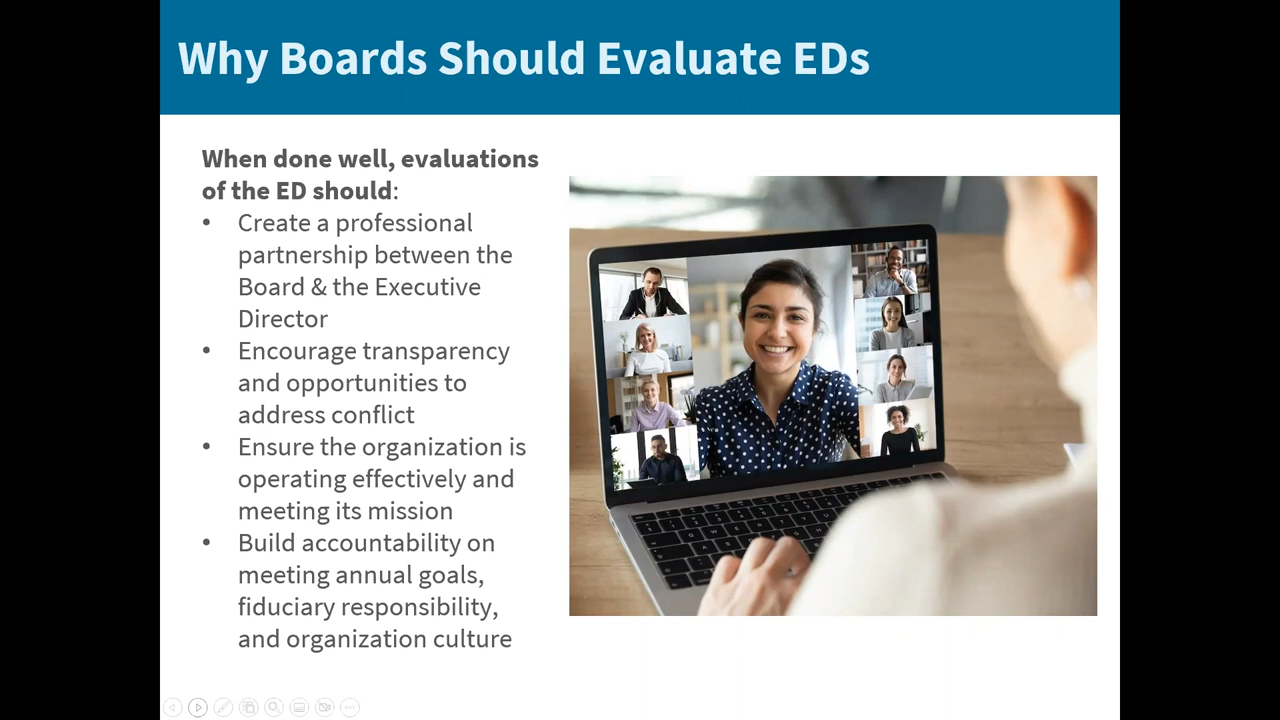 Why Boards Should Evaluate EDs
When done well, evaluations
of the ED should:
• Create a professional
partnership between the
Board & the Executive
Director
• Encourage transparency
and opportunities to
address conflict
• Ensure the organization is
operating effectively and
meeting its mission
• Build accountability on
meeting annual goals,
fiduciary responsibility,
and organization culture